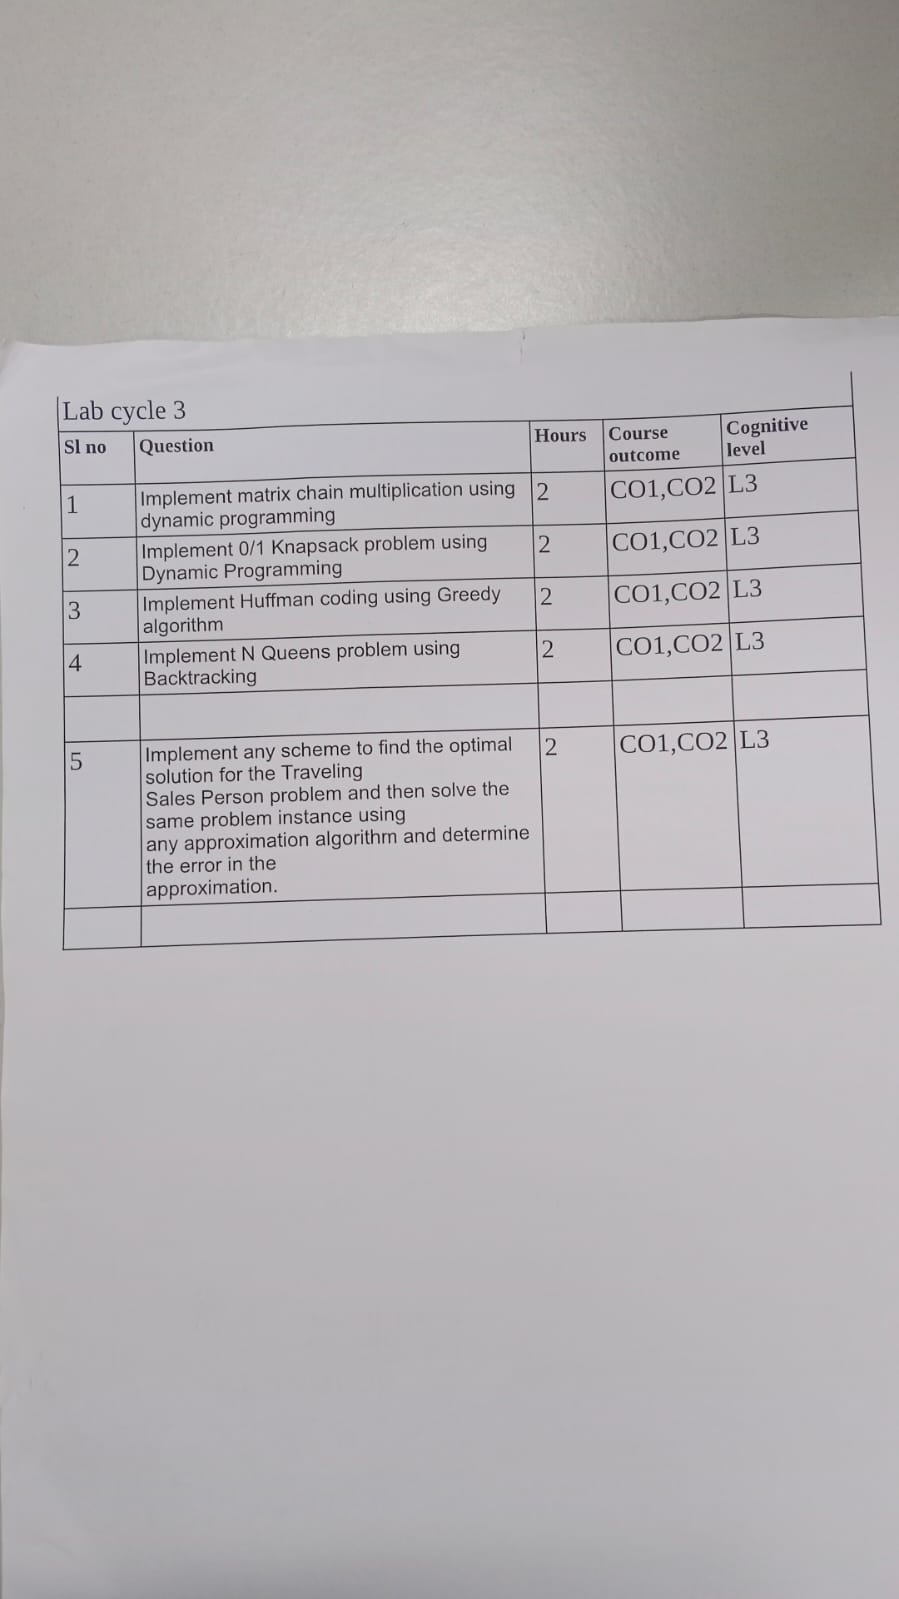 Lab cycle 3
Sl no Question Hours Course outcome Cognitive level
1 Implement matrix chain multiplication using 2 CO1,CO2 L3
dynamic programming
2 Implement 0/1 Knapsack problem using 2 CO1,CO2 L3
Dynamic Programming
3 Implement Huffman coding using Greedy 2 CO1,CO2 L3
algorithm
4 Implement N Queens problem using 2 CO1,CO2 L3
Backtracking
5 Implement any scheme to find the optimal 2 CO1,CO2 L3
solution for the Traveling
Sales Person problem and then solve the
same problem instance using
any approximation algorithm and determine
the error in the
approximation.